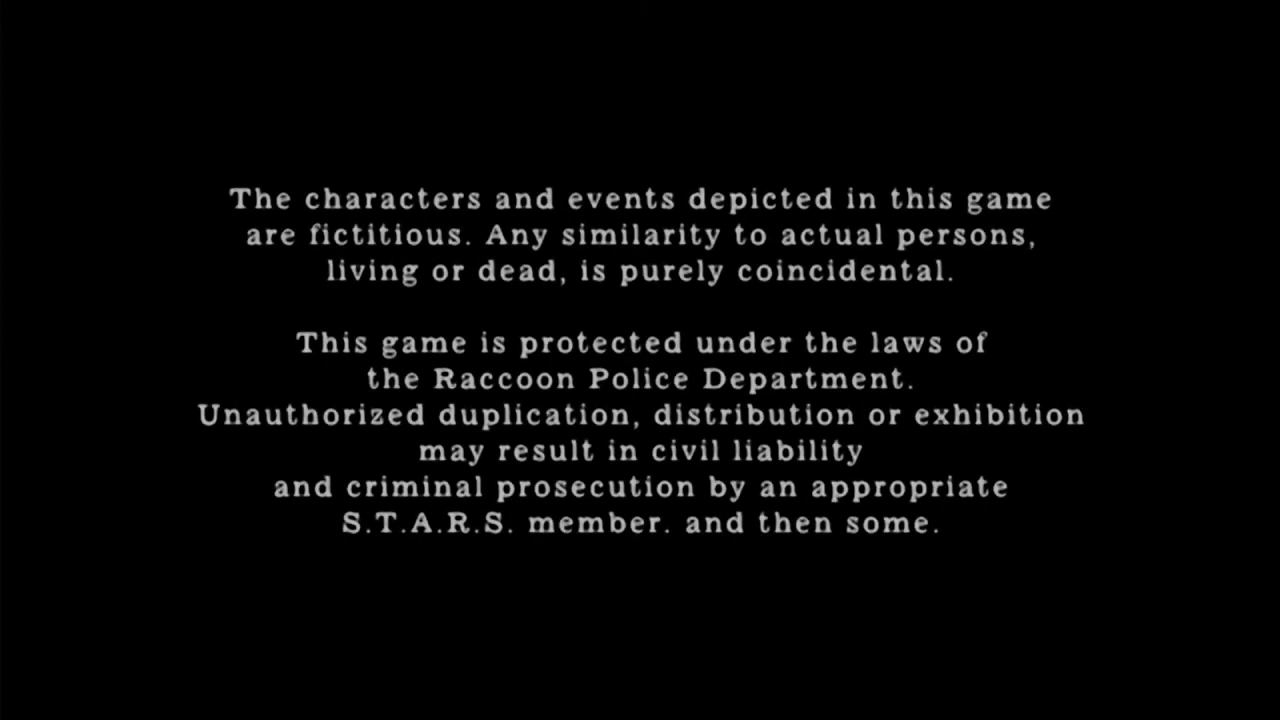 The characters and events depicted in this game
are fictitious. Any similarity to actual persons,
living or dead, is purely coincidental.
This game is protected under the laws of
the Raccoon Police Department.
Unauthorized duplication, distribution or exhibition
may result in civil liability
and criminal prosecution by an appropriate
S.T.A.R.S. member. and then some.